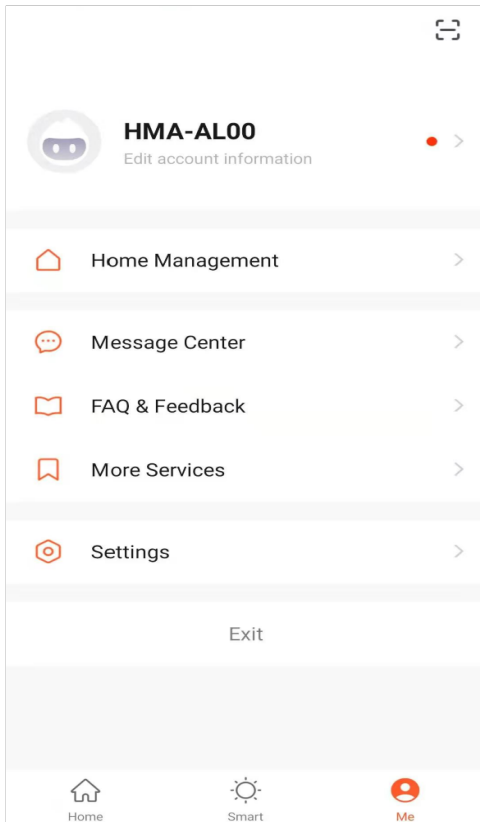 HMA-AL00
Edit account information
Home Management
Message Center
FAQ & Feedback
More Services
Settings
Exit
Home
Smart
Me